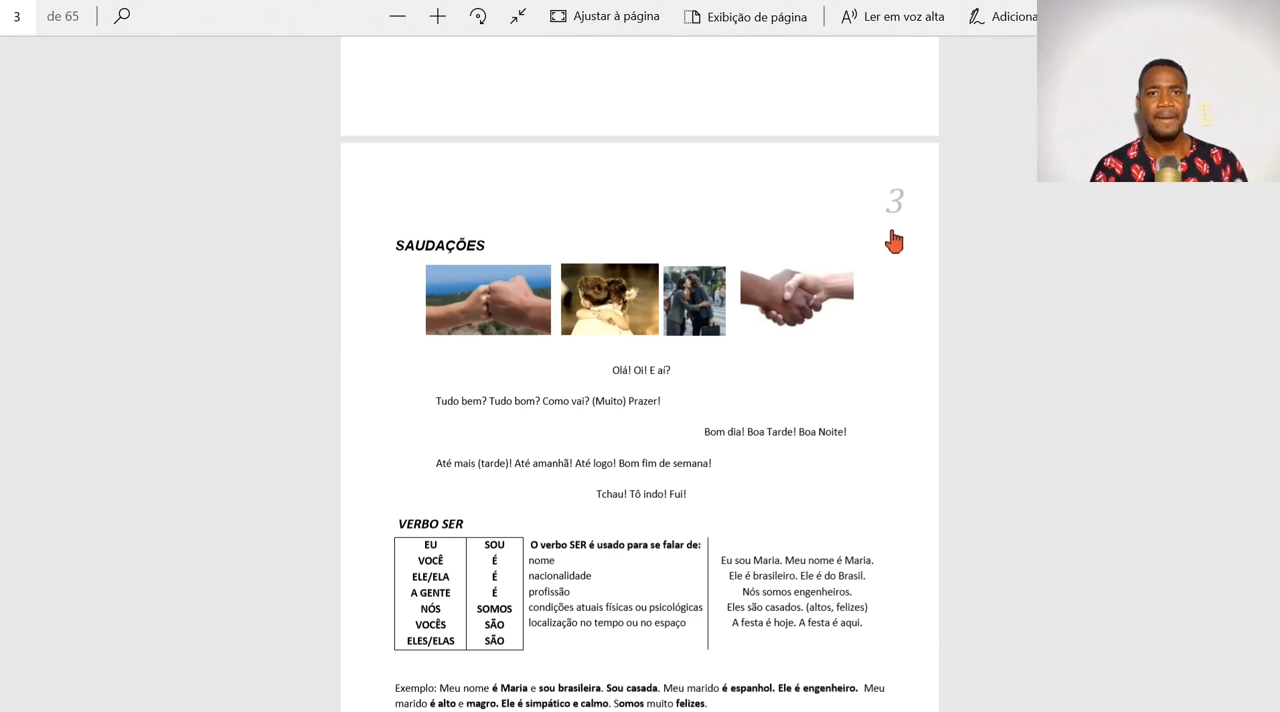 3 de 65 Ajustar à página Exibição de página Ler em voz alta Adiciona
3
SAUDAÇÕES
Olá! Oi! E aí?
Tudo bem? Tudo bom? Como vai? (Muito) Prazer!
Bom dia! Boa Tarde! Boa Noite!
Até mais (tarde)! Até amanhã! Até logo! Bom fim de semana!
Tchau! Tô indo! Fui!
VERBO SER
EU SOU O verbo SER é usado para se falar de:
VOCÊ É nome Eu sou Maria. Meu nome é Maria.
ELE/ELA É nacionalidade Ele é brasileiro. Ele é do Brasil.
A GENTE É profissão Nós somos engenheiros.
NÓS SOMOS condições atuais físicas ou psicológicas Eles são casados. (altos, felizes)
VOCÊS SÃO localização no tempo ou no espaço A festa é hoje. A festa é aqui.
ELES/ELAS SÃO
Exemplo: Meu nome é Maria e sou brasileira. Sou casada. Meu marido é espanhol. Ele é engenheiro. Meu
marido é alto e magro. Ele é simpático e calmo. Somos muito felizes.